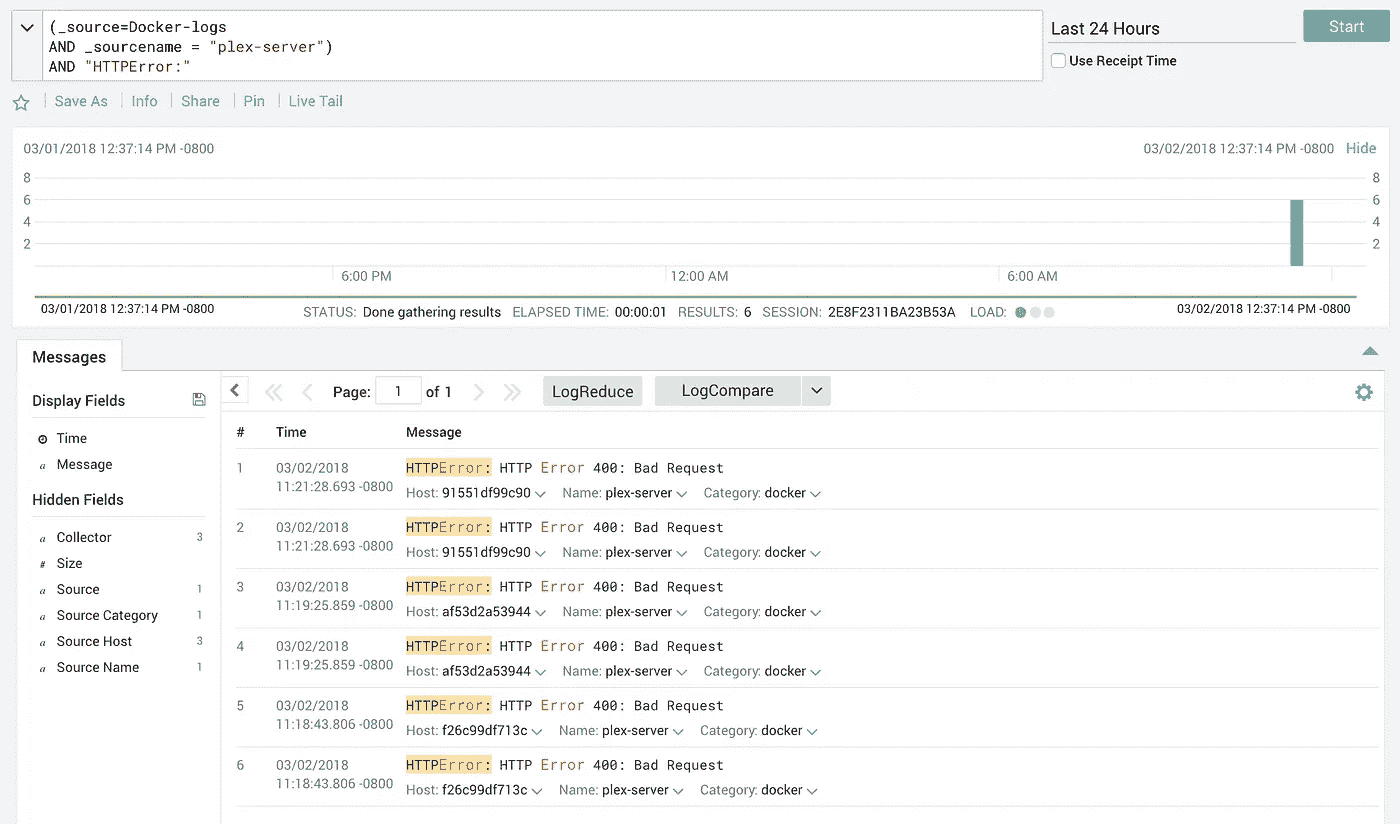 (_source=Docker-logs
AND _sourcename = "plex-server")
AND "HTTPError:"
Last 24 Hours
Start
Use Receipt Time
Save As Info Share Pin Live Tail
03/01/2018 12:37:14 PM -0800 03/02/2018 12:37:14 PM -0800 Hide
8 8
6 6
4 4
2 2
6:00 PM 12:00 AM 6:00 AM
03/01/2018 12:37:14 PM -0800 STATUS: Done gathering results ELAPSED TIME: 00:00:01 RESULTS: 6 SESSION: 2E8F2311BA23B53A LOAD: 03/02/2018 12:37:14 PM -0800
Messages
Display Fields
Time
a Message
Hidden Fields
a Collector 3
# Size
a Source 1
a Source Category 1
a Source Host 3
a Source Name 1
Page: 1 of 1 LogReduce LogCompare
# Time Message
1 03/02/2018 HTTPError: HTTP Error 400: Bad Request
11:21:28.693 -0800 Host: 91551df99c90 Name: plex-server Category: docker
2 03/02/2018 HTTPError: HTTP Error 400: Bad Request
11:21:28.693 -0800 Host: 91551df99c90 Name: plex-server Category: docker
3 03/02/2018 HTTPError: HTTP Error 400: Bad Request
11:19:25.859 -0800 Host: af53d2a53944 Name: plex-server Category: docker
4 03/02/2018 HTTPError: HTTP Error 400: Bad Request
11:19:25.859 -0800 Host: af53d2a53944 Name: plex-server Category: docker
5 03/02/2018 HTTPError: HTTP Error 400: Bad Request
11:18:43.806 -0800 Host: f26c99df713c Name: plex-server Category: docker
6 03/02/2018 HTTPError: HTTP Error 400: Bad Request
11:18:43.806 -0800 Host: f26c99df713c Name: plex-server Category: docker